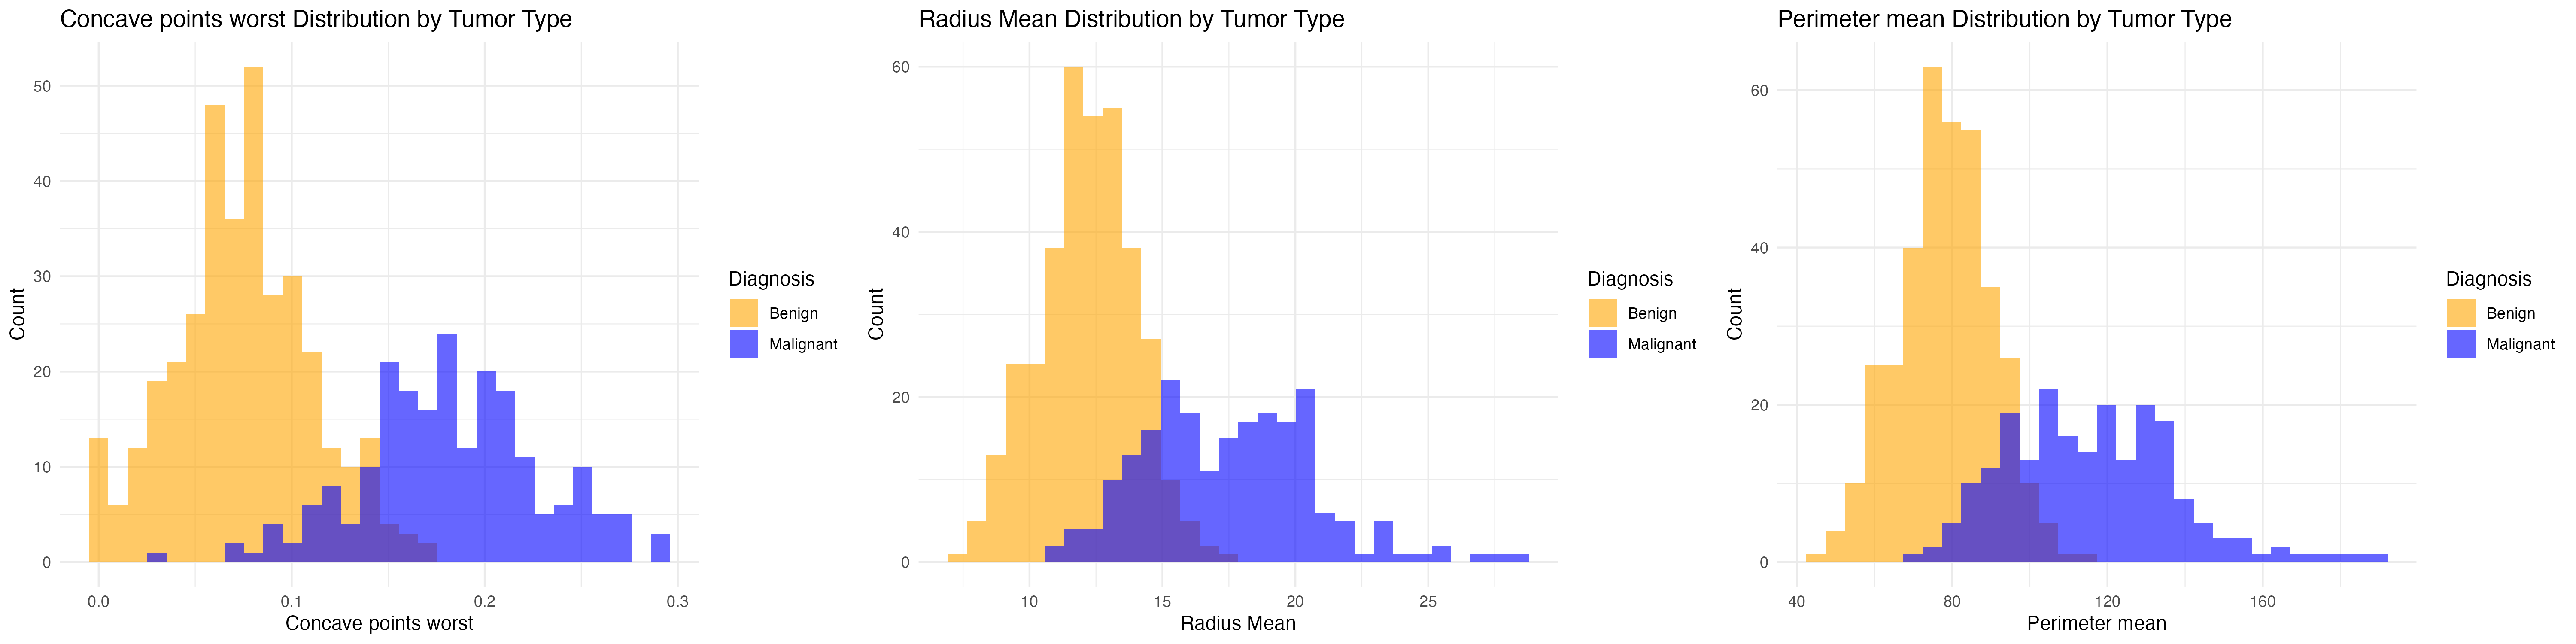 Concave points worst Distribution by Tumor Type
50
40
30
20
10
0
Count
0.0 0.1 0.2 0.3
Concave points worst
Diagnosis
Benign
Malignant
Radius Mean Distribution by Tumor Type
60
40
20
0
Count
10 15 20 25
Radius Mean
Diagnosis
Benign
Malignant
Perimeter mean Distribution by Tumor Type
60
40
20
0
Count
40 80 120 160
Perimeter mean
Diagnosis
Benign
Malignant